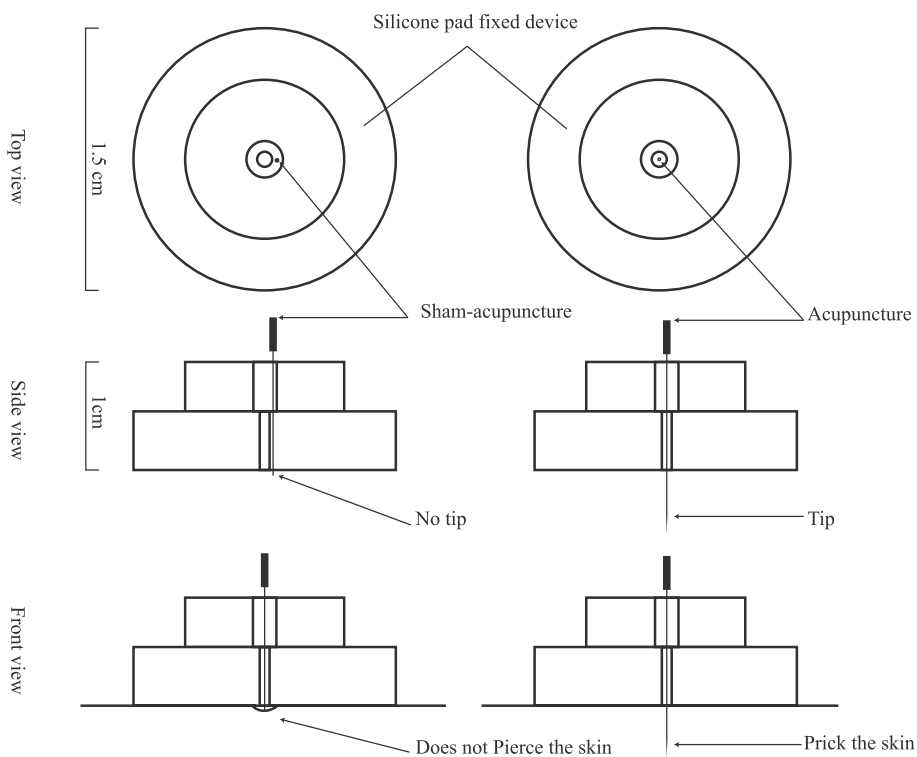 Silicone pad fixed device
Top view
1.5 cm
Sham-acupuncture
Acupuncture
Side view
1cm
No tip
Tip
Front view
Does not Pierce the skin
Prick the skin